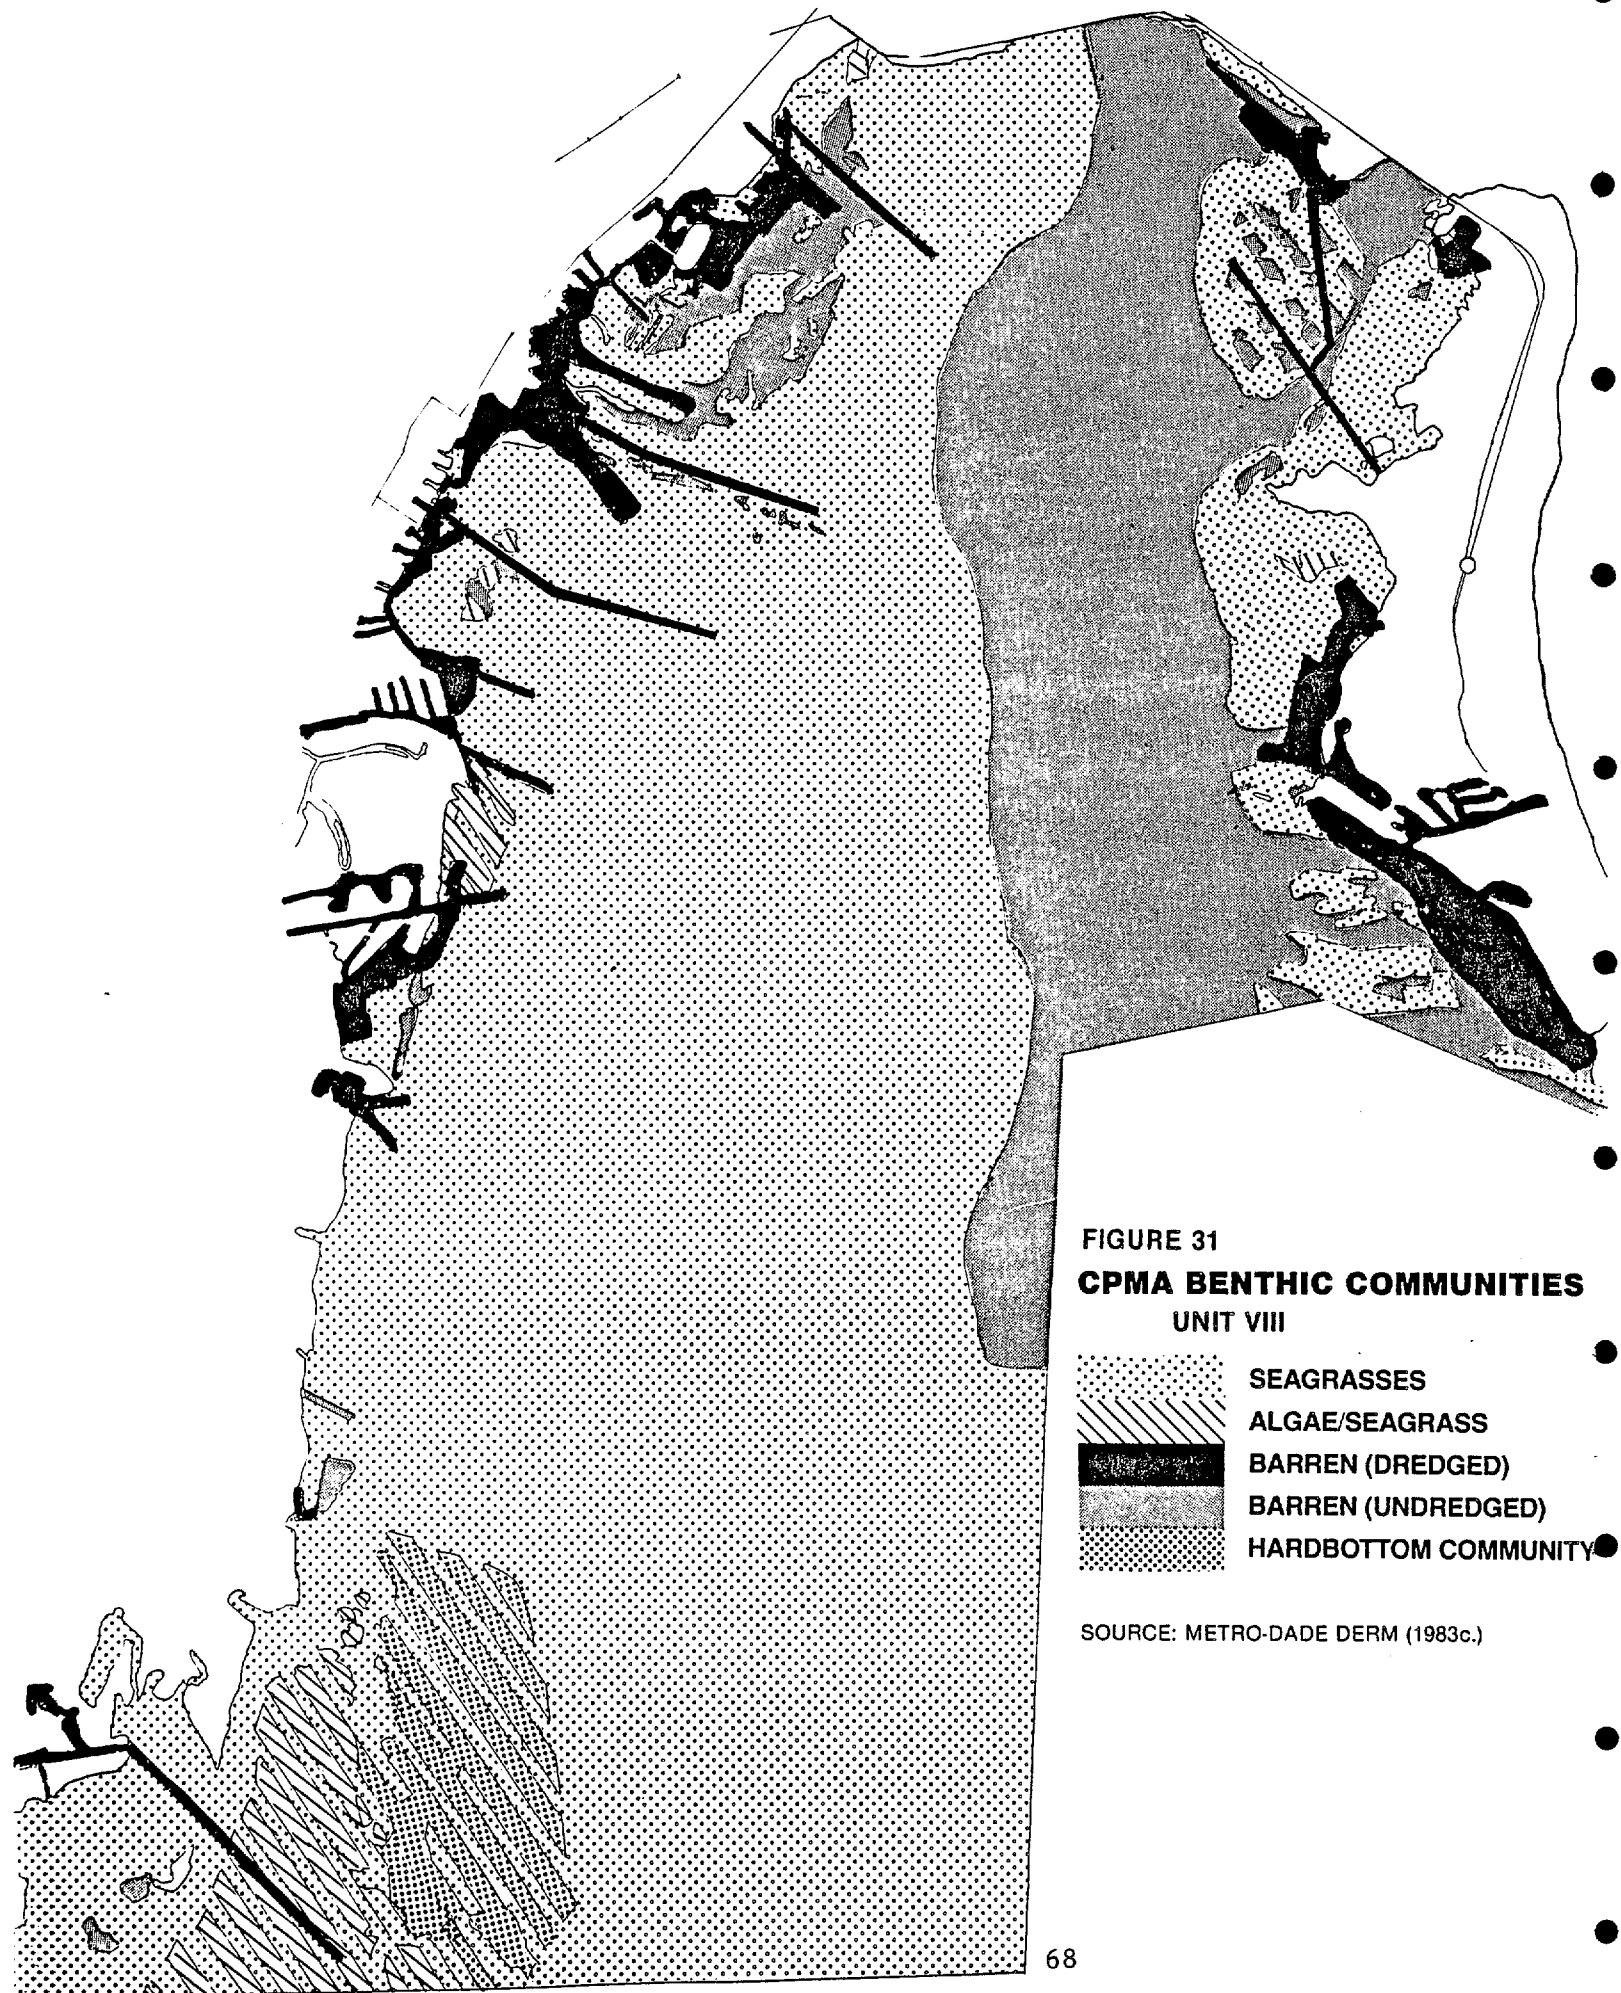 FIGURE 31
CPMA BENTHIC COMMUNITIES
UNIT VIII
SEAGRASSES
ALGAE/SEAGRASS
BARREN (DREDGED)
BARREN (UNDREDGED)
HARDBOTTOM COMMUNITY
SOURCE: METRO-DADE DERM (1983c.)
68